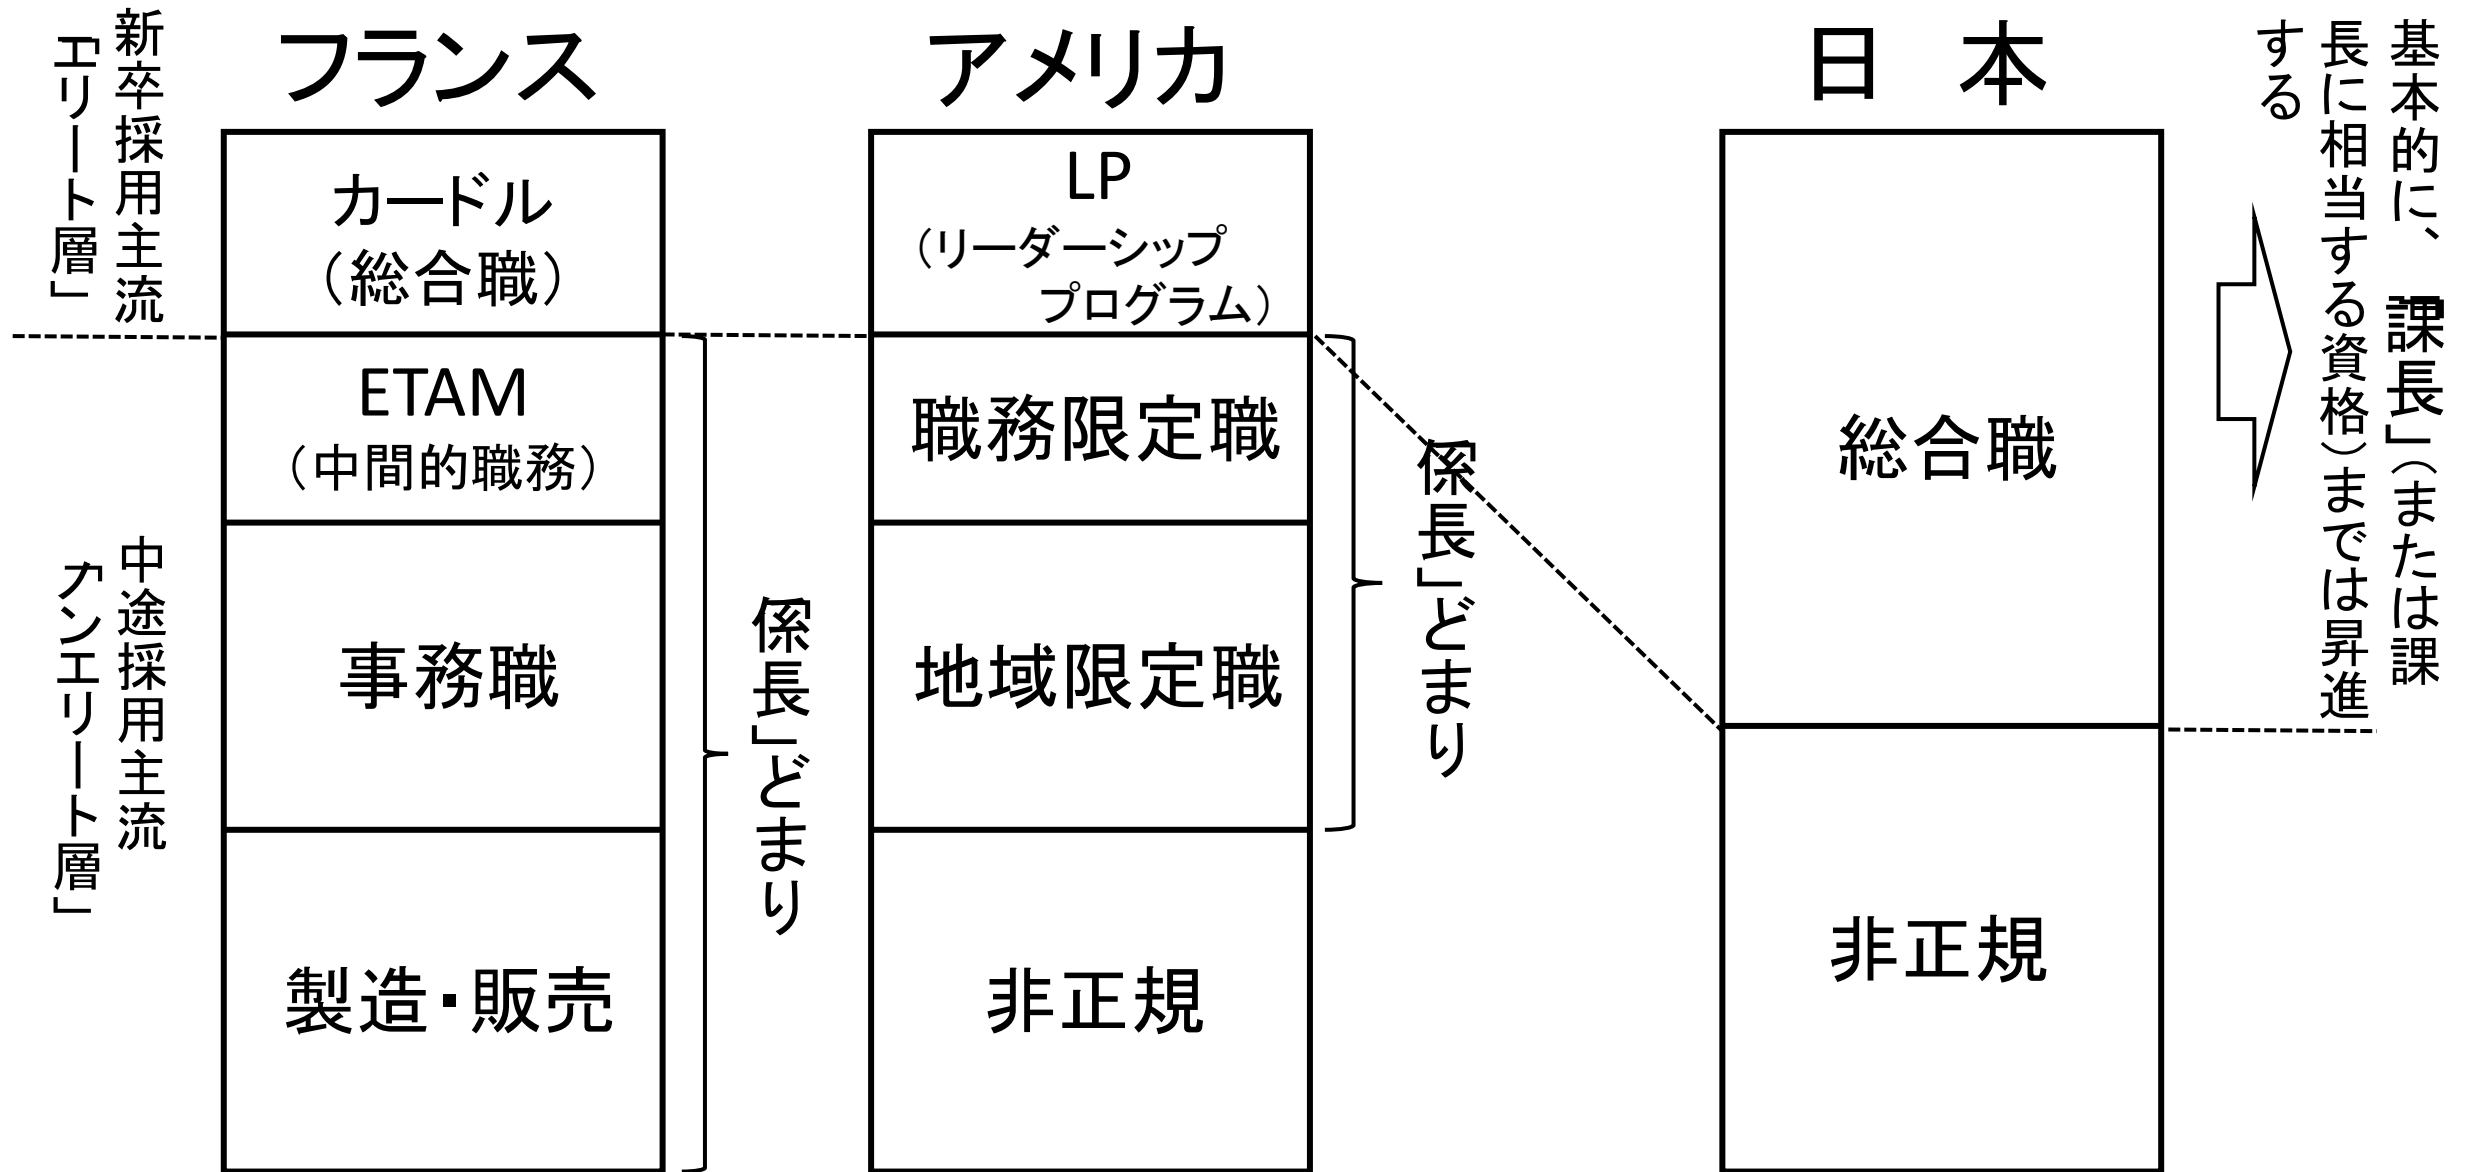 新卒採用主流
「エリート層」
中途採用主流
「ノンエリート層」
フランス
カードル
（総合職）
ETAM
（中間的職務）
事務職
製造・販売
「係長」どまり
アメリカ
LP
（リーダーシップ
プログラム）
職務限定職
地域限定職
非正規
「係長」どまり
日　本
総合職
非正規
基本的に、「課長」（または課
長に相当する資格）までは昇進
する